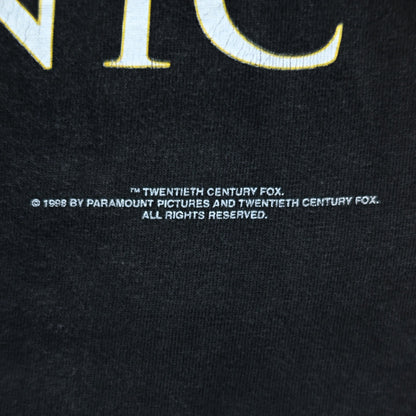 NIC
™ TWENTIETH CENTURY FOX.
© 1998 BY PARAMOUNT PICTURES AND TWENTIETH CENTURY FOX.
ALL RIGHTS RESERVED.